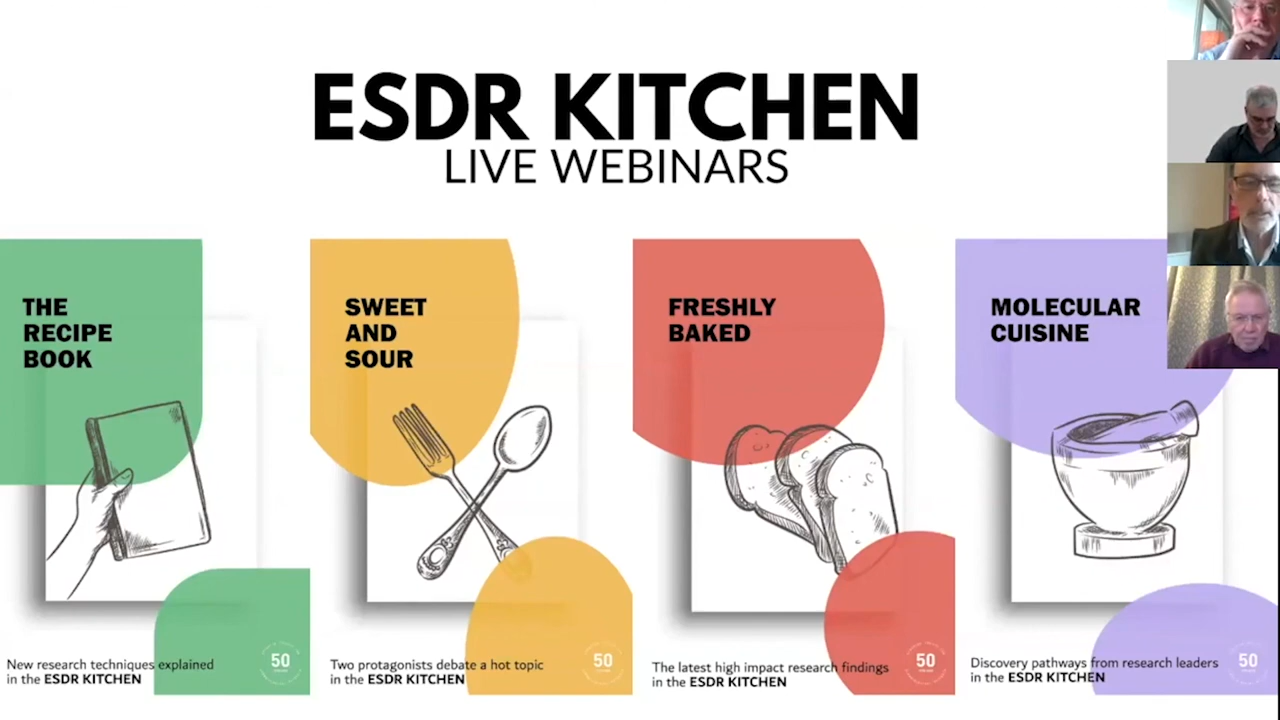 ESDR KITCHEN
LIVE WEBINARS
THE
RECIPE
BOOK
New research techniques explained
in the ESDR KITCHEN
50
SWEET
AND
SOUR
Two protagonists debate a hot topic
in the ESDR KITCHEN
50
FRESHLY
BAKED
The latest high impact research findings
in the ESDR KITCHEN
50
MOLECULAR
CUISINE
Discovery pathways from research leaders
in the ESDR KITCHEN
50